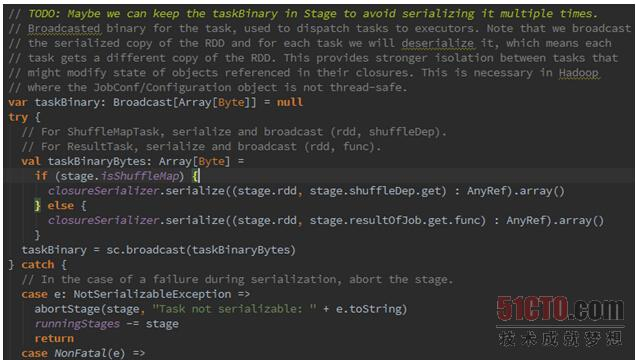 // TODO: Maybe we can keep the taskBinary in Stage to avoid serializing it multiple times.
// Broadcasted binary for the task, used to dispatch tasks to executors. Note that we broadcast
// the serialized copy of the RDD and for each task we will deserialize it, which means each
// task gets a different copy of the RDD. This provides stronger isolation between tasks that
// might modify state of objects referenced in their closures. This is necessary in Hadoop
// where the JobConf/Configuration object is not thread-safe.
var taskBinary: Broadcast[Array[Byte]] = null
try {
// For ShuffleMapTask, serialize and broadcast (rdd, shuffleDep).
// For ResultTask, serialize and broadcast (rdd, func).
val taskBinaryBytes: Array[Byte] =
if (stage.isShuffleMap) {
closureSerializer.serialize((stage.rdd, stage.shuffleDep.get) : AnyRef).array()
} else {
closureSerializer.serialize((stage.rdd, stage.resultOfJob.get.func) : AnyRef).array()
}
taskBinary = sc.broadcast(taskBinaryBytes)
} catch {
// In the case of a failure during serialization, abort the stage.
case e: NotSerializableException =>
abortStage(stage, "Task not serializable: " + e.toString)
runningStages -= stage
return
case NonFatal(e) =>
51CTO.com
技术成就梦想